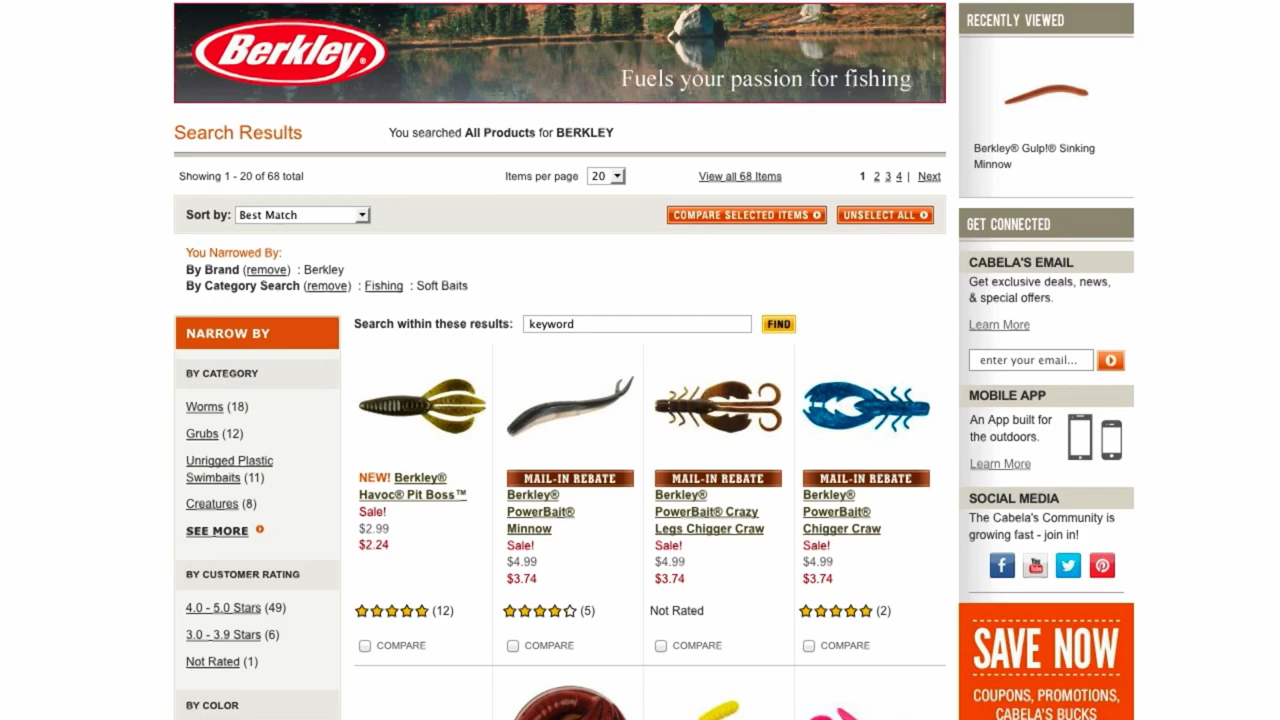 Berkley®
Fuels your passion for fishing
Search Results
You searched All Products for BERKLEY
Showing 1 - 20 of 68 total
Items per page 20
View all 68 Items
1 2 3 4 | Next
Sort by: Best Match
COMPARE SELECTED ITEMS
UNSELECT ALL
You Narrowed By:
By Brand (remove) : Berkley
By Category Search (remove) : Fishing : Soft Baits
NARROW BY
BY CATEGORY
Worms (18)
Grubs (12)
Unrigged Plastic
Swimbaits (11)
Creatures (8)
SEE MORE
BY CUSTOMER RATING
4.0 - 5.0 Stars (49)
3.0 - 3.9 Stars (6)
Not Rated (1)
BY COLOR
Search within these results: keyword FIND
NEW! Berkley®
Havoc® Pit Boss™
Sale!
$2.99
$2.24
(12)
COMPARE
MAIL-IN REBATE
Berkley®
PowerBait®
Minnow
Sale!
$4.99
$3.74
(5)
COMPARE
MAIL-IN REBATE
Berkley®
PowerBait® Crazy
Legs Chigger Craw
Sale!
$4.99
$3.74
Not Rated
COMPARE
MAIL-IN REBATE
Berkley®
PowerBait®
Chigger Craw
Sale!
$4.99
$3.74
(2)
COMPARE
RECENTLY VIEWED
Berkley® Gulp!® Sinking
Minnow
GET CONNECTED
CABELA'S EMAIL
Get exclusive deals, news,
& special offers.
Learn More
enter your email...
MOBILE APP
An App built for
the outdoors.
Learn More
SOCIAL MEDIA
The Cabela's Community is
growing fast - join in!
You Tube
SAVE NOW
COUPONS, PROMOTIONS,
CABELA'S BUCKS